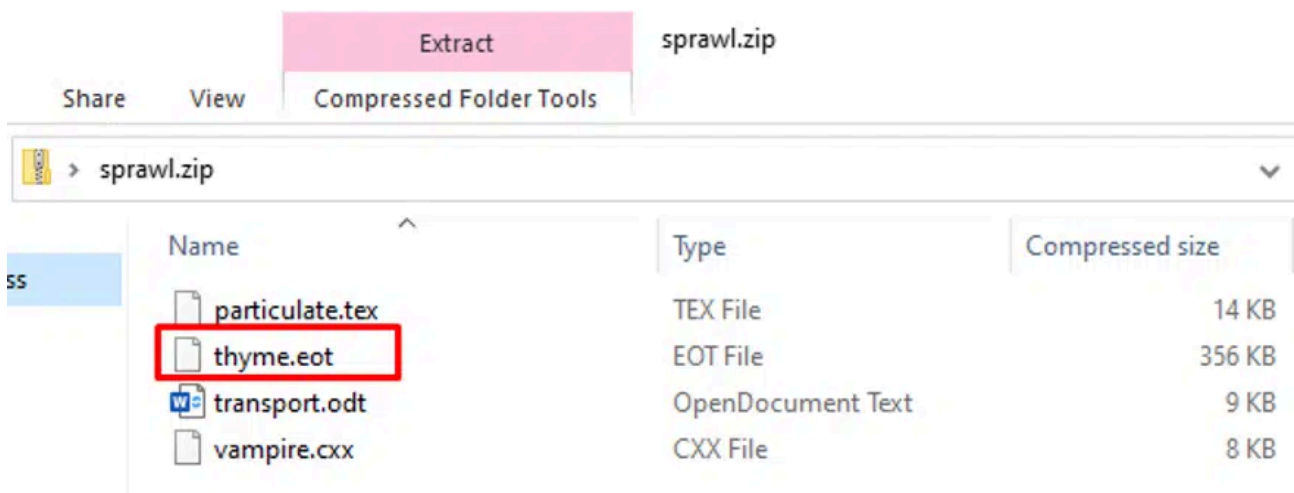 Extract sprawl.zip
Share View Compressed Folder Tools
sprawl.zip
Name Type Compressed size
ss
particulate.tex TEX File 14 KB
thyme.eot EOT File 356 KB
transport.odt OpenDocument Text 9 KB
vampire.cxx CXX File 8 KB